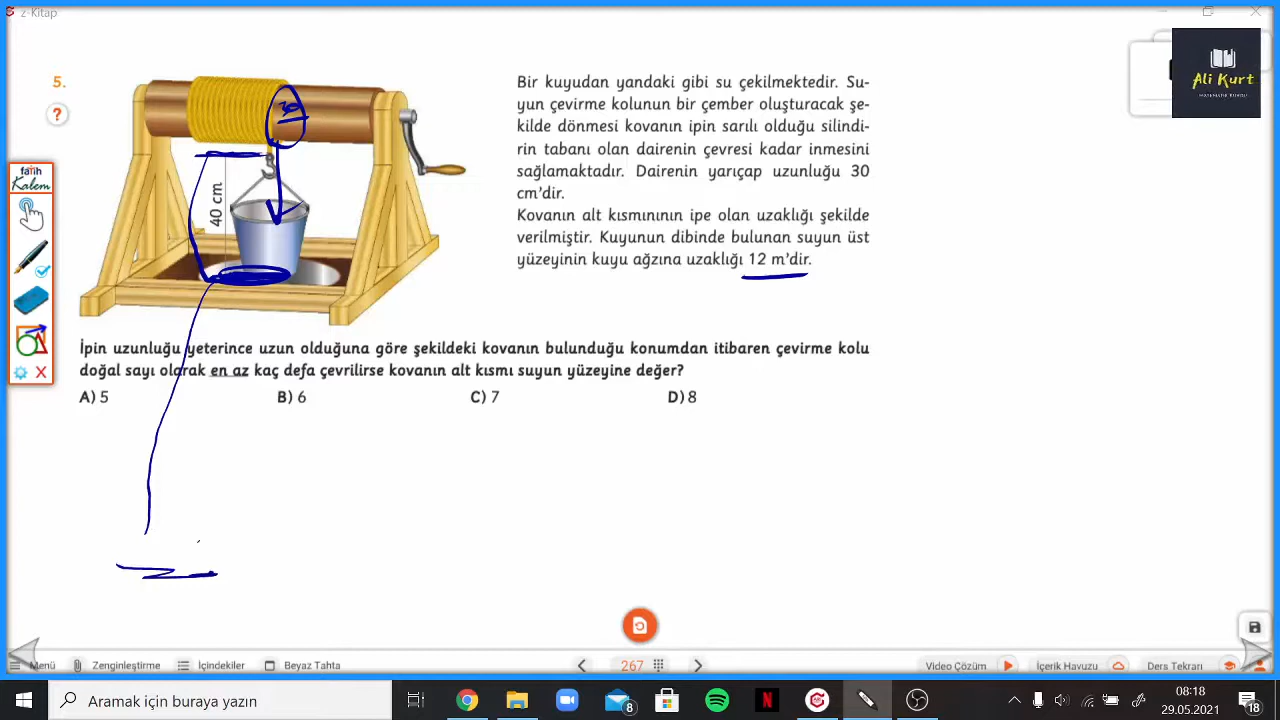 z-Kitap
Ali Kurt
5.
?
30
40 cm
Bir kuyudan yandaki gibi su çekilmektedir. Su-
yun çevirme kolunun bir çember oluşturacak şe-
kilde dönmesi kovanın ipin sarılı olduğu silindi-
rin tabanı olan dairenin çevresi kadar inmesini
sağlamaktadır. Dairenin yarıçap uzunluğu 30
cm'dir.
Kovanın alt kısmınının ipe olan uzaklığı şekilde
verilmiştir. Kuyunun dibinde bulunan suyun üst
yüzeyinin kuyu ağzına uzaklığı 12 m'dir.
fatih
Kalem
İpin uzunluğu yeterince uzun olduğuna göre şekildeki kovanın bulunduğu konumdan itibaren çevirme kolu
doğal sayı olarak en az kaç defa çevrilirse kovanın alt kısmı suyun yüzeyine değer?
A) 5 B) 6 C) 7 D) 8
Menü Zenginleştirme İçindekiler Beyaz Tahta 267 Video Çözüm İçerik Havuzu Ders Tekrarı
Aramak için buraya yazın
8
08:18
29.05.2021
18